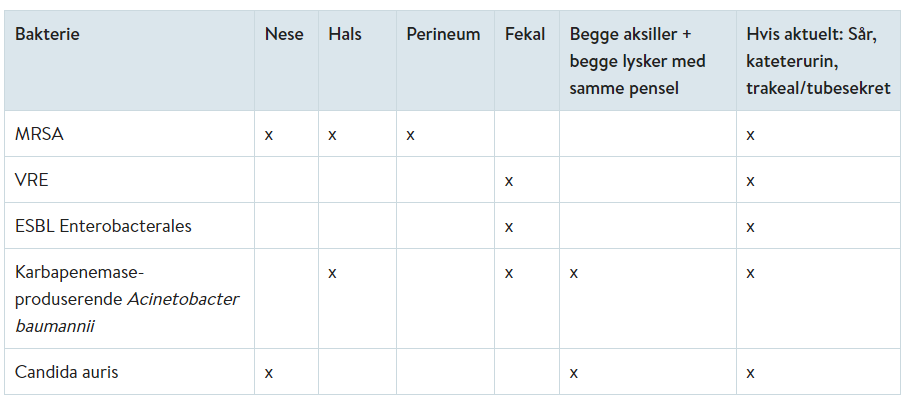 Bakterie Nese Hals Perineum Fekal Begge aksiller + Hvis aktuelt: Sår,
begge lysker med kateterurin,
samme pensel trakeal/tubesekret
MRSA x x x x
VRE x x
ESBL Enterobacterales x x
Karbapenemase- x x x x
produserende Acinetobacter
baumannii
Candida auris x x x